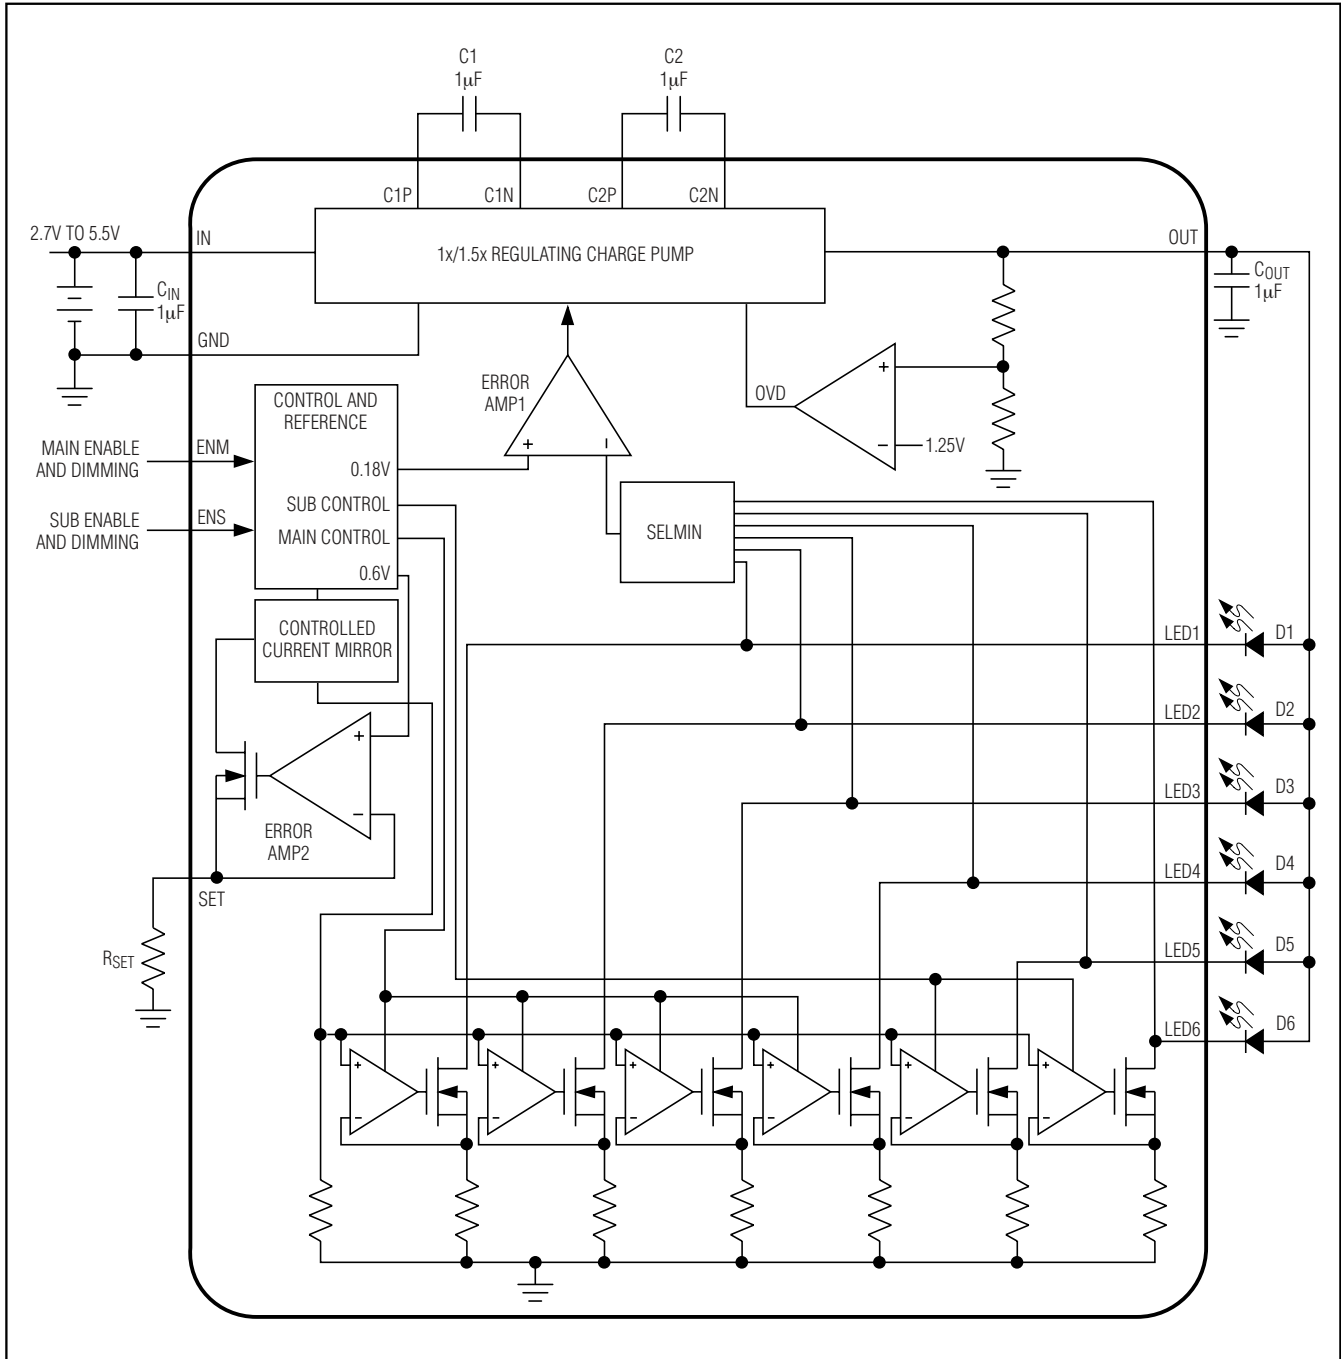 C1
1µF
C2
1µF
C1P
C1N
C2P
C2N
2.7V TO 5.5V
IN
1x/1.5x REGULATING CHARGE PUMP
OUT
CIN
1µF
COUT
1µF
GND
CONTROL AND
REFERENCE
ERROR
AMP1
OVD
+
−
1.25V
MAIN ENABLE
AND DIMMING
ENM
+
−
0.18V
SUB ENABLE
AND DIMMING
ENS
SUB CONTROL
MAIN CONTROL
0.6V
SELMIN
CONTROLLED
CURRENT MIRROR
LED1
D1
LED2
D2
+
−
ERROR
AMP2
LED3
D3
LED4
D4
SET
RSET
LED5
D5
LED6
D6
+
−
+
−
+
−
+
−
+
−
+
−